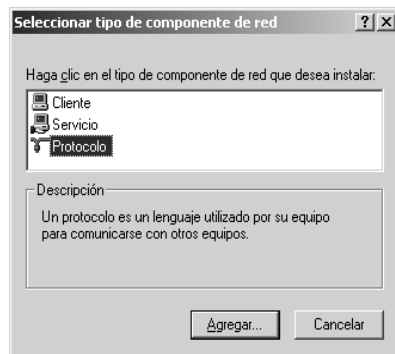 Seleccionar tipo de componente de red
Haga clic en el tipo de componente de red que desea instalar:
Cliente
Servicio
Protocolo
Descripción
Un protocolo es un lenguaje utilizado por su equipo
para comunicarse con otros equipos.
Agregar... Cancelar